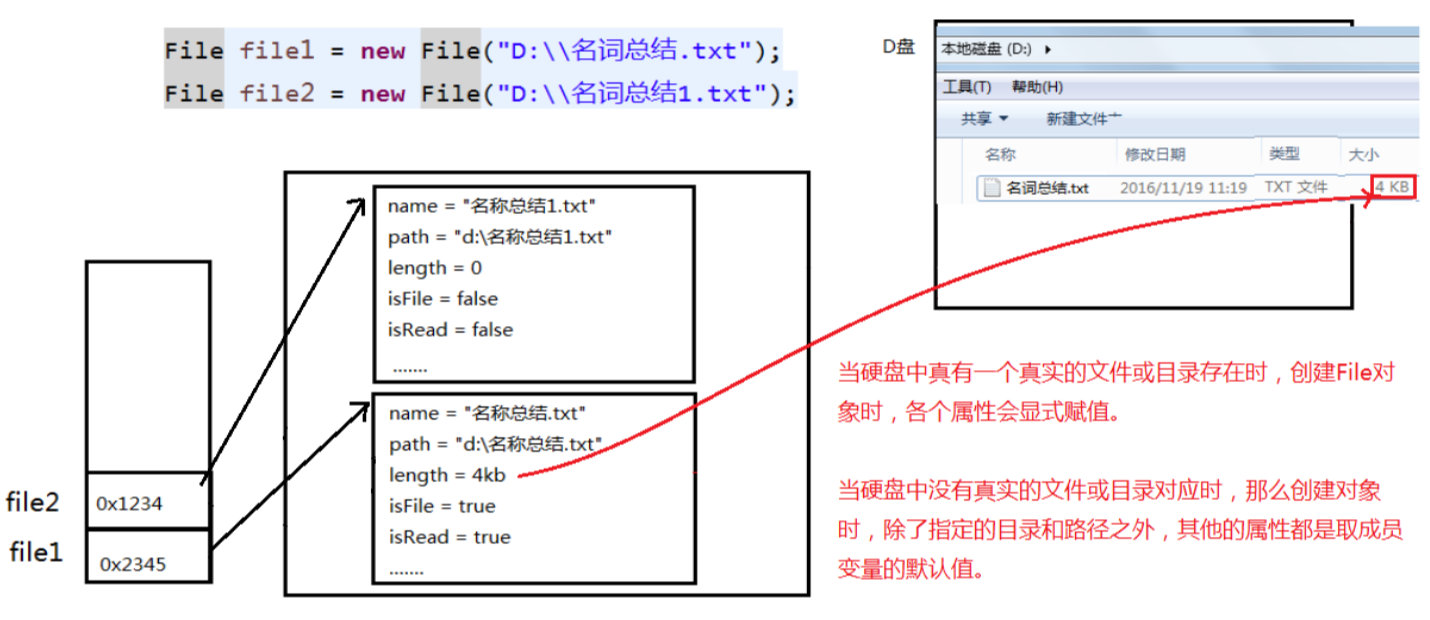 File file1 = new File("D:\\名词总结.txt");
File file2 = new File("D:\\名词总结1.txt");
D盘
本地磁盘 (D:)
工具(T) 帮助(H)
共享 新建文件
名称 修改日期 类型 大小
名词总结.txt 2016/11/19 11:19 TXT 文件 4 KB
name = "名称总结1.txt"
path = "d:\名称总结1.txt"
length = 0
isFile = false
isRead = false
.......
name = "名称总结.txt"
path = "d:\名称总结.txt"
length = 4kb
isFile = true
isRead = true
.......
file2 0x1234
file1 0x2345
当硬盘中真有一个真实的文件或目录存在时，创建File对
象时，各个属性会显式赋值。
当硬盘中没有真实的文件或目录对应时，那么创建对象
时，除了指定的目录和路径之外，其他的属性都是取成员
变量的默认值。